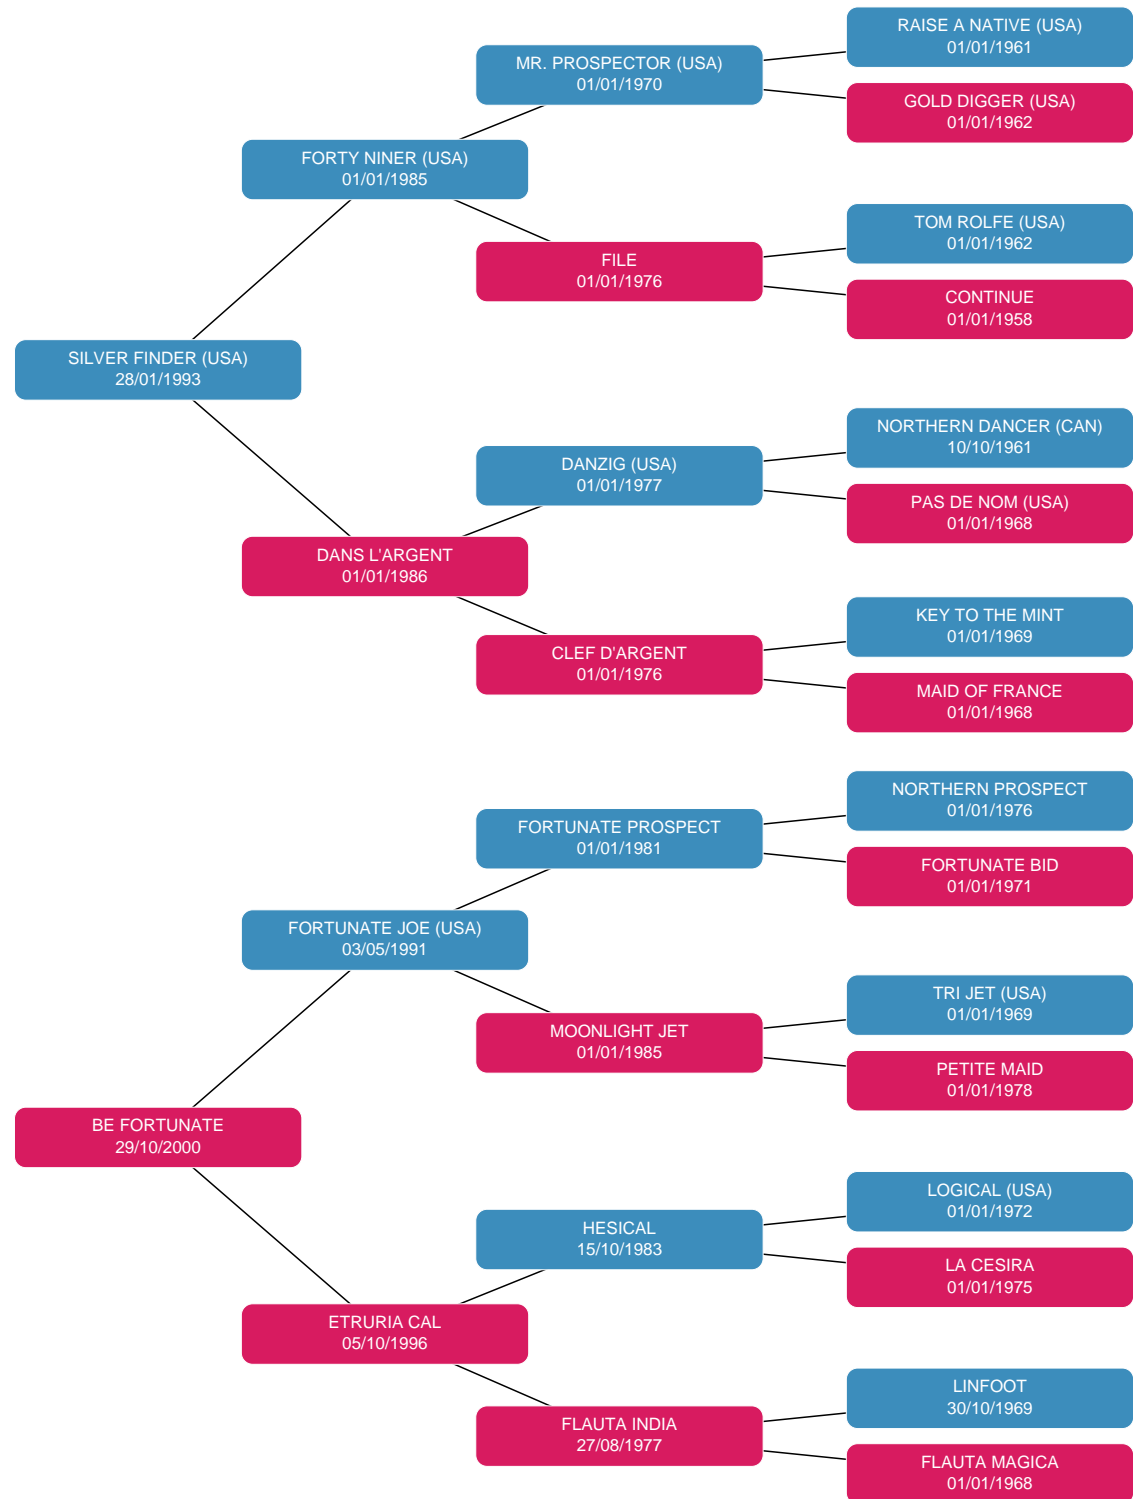 RAISE A NATIVE (USA)
01/01/1961
MR. PROSPECTOR (USA)
01/01/1970
GOLD DIGGER (USA)
01/01/1962
FORTY NINER (USA)
01/01/1985
TOM ROLFE (USA)
01/01/1962
FILE
01/01/1976
CONTINUE
01/01/1958
SILVER FINDER (USA)
28/01/1993
NORTHERN DANCER (CAN)
10/10/1961
DANZIG (USA)
01/01/1977
PAS DE NOM (USA)
01/01/1968
DANS L'ARGENT
01/01/1986
KEY TO THE MINT
01/01/1969
CLEF D'ARGENT
01/01/1976
MAID OF FRANCE
01/01/1968
NORTHERN PROSPECT
01/01/1976
FORTUNATE PROSPECT
01/01/1981
FORTUNATE BID
01/01/1971
FORTUNATE JOE (USA)
03/05/1991
TRI JET (USA)
01/01/1969
MOONLIGHT JET
01/01/1985
PETITE MAID
01/01/1978
BE FORTUNATE
29/10/2000
LOGICAL (USA)
01/01/1972
HESICAL
15/10/1983
LA CESIRA
01/01/1975
ETRURIA CAL
05/10/1996
LINFOOT
30/10/1969
FLAUTA INDIA
27/08/1977
FLAUTA MAGICA
01/01/1968